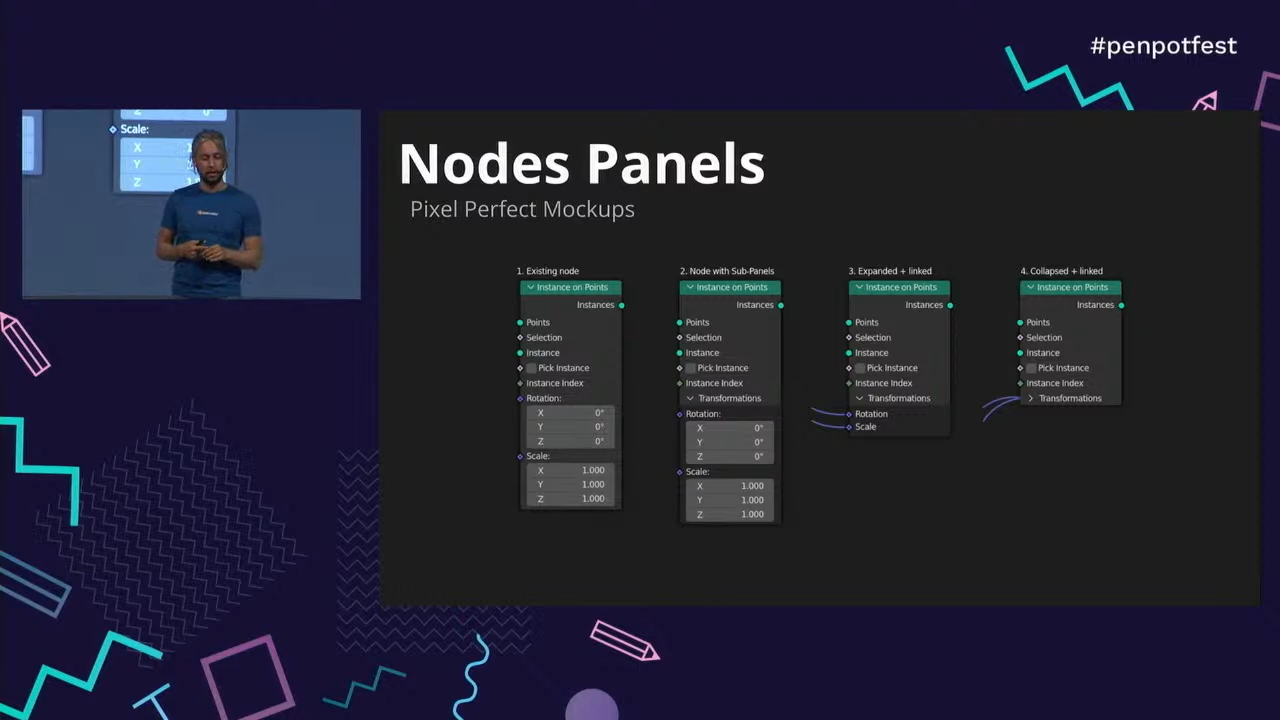 #penpotfest
Z 0°
Scale:
X
Y
Z
Nodes Panels
Pixel Perfect Mockups
1. Existing node
Instance on Points
Instances
Points
Selection
Instance
Pick Instance
Instance Index
Rotation:
X 0°
Y 0°
Z 0°
Scale:
X 1.000
Y 1.000
Z 1.000
2. Node with Sub-Panels
Instance on Points
Instances
Points
Selection
Instance
Pick Instance
Instance Index
Transformations
Rotation:
X 0°
Y 0°
Z 0°
Scale:
X 1.000
Y 1.000
Z 1.000
3. Expanded + linked
Instance on Points
Instances
Points
Selection
Instance
Pick Instance
Instance Index
Transformations
Rotation
Scale
4. Collapsed + linked
Instance on Points
Instances
Points
Selection
Instance
Pick Instance
Instance Index
Transformations